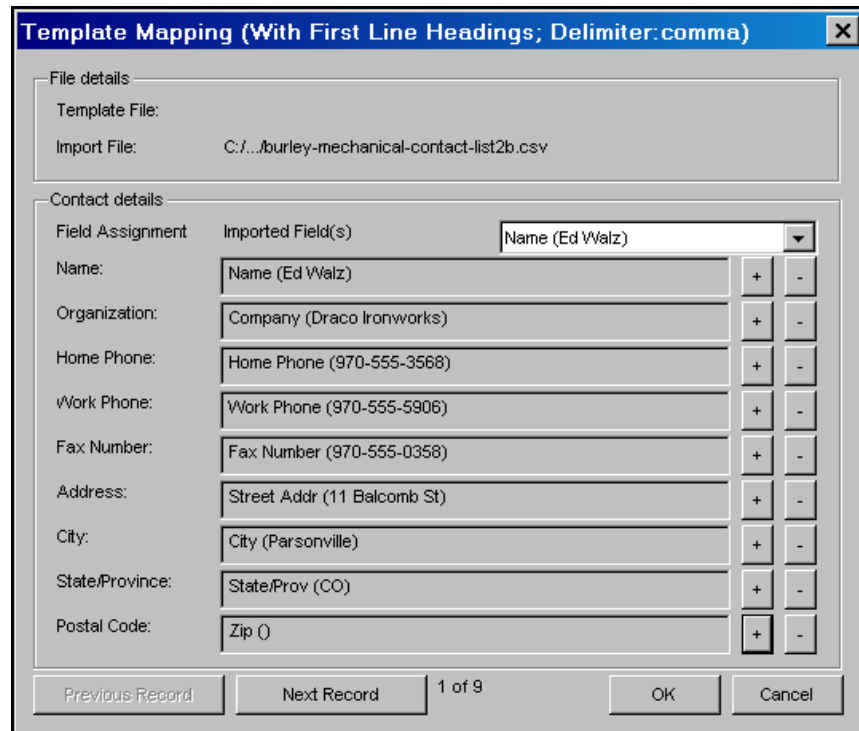 Template Mapping (With First Line Headings; Delimiter:comma)
File details
Template File:
Import File: C:/.../burley-mechanical-contact-list2b.csv
Contact details
Field Assignment Imported Field(s) Name (Ed Walz)
Name: Name (Ed Walz) + -
Organization: Company (Draco Ironworks) + -
Home Phone: Home Phone (970-555-3568) + -
Work Phone: Work Phone (970-555-5906) + -
Fax Number: Fax Number (970-555-0358) + -
Address: Street Addr (11 Balcomb St) + -
City: City (Parsonville) + -
State/Province: State/Prov (CO) + -
Postal Code: Zip () + -
Previous Record Next Record 1 of 9 OK Cancel